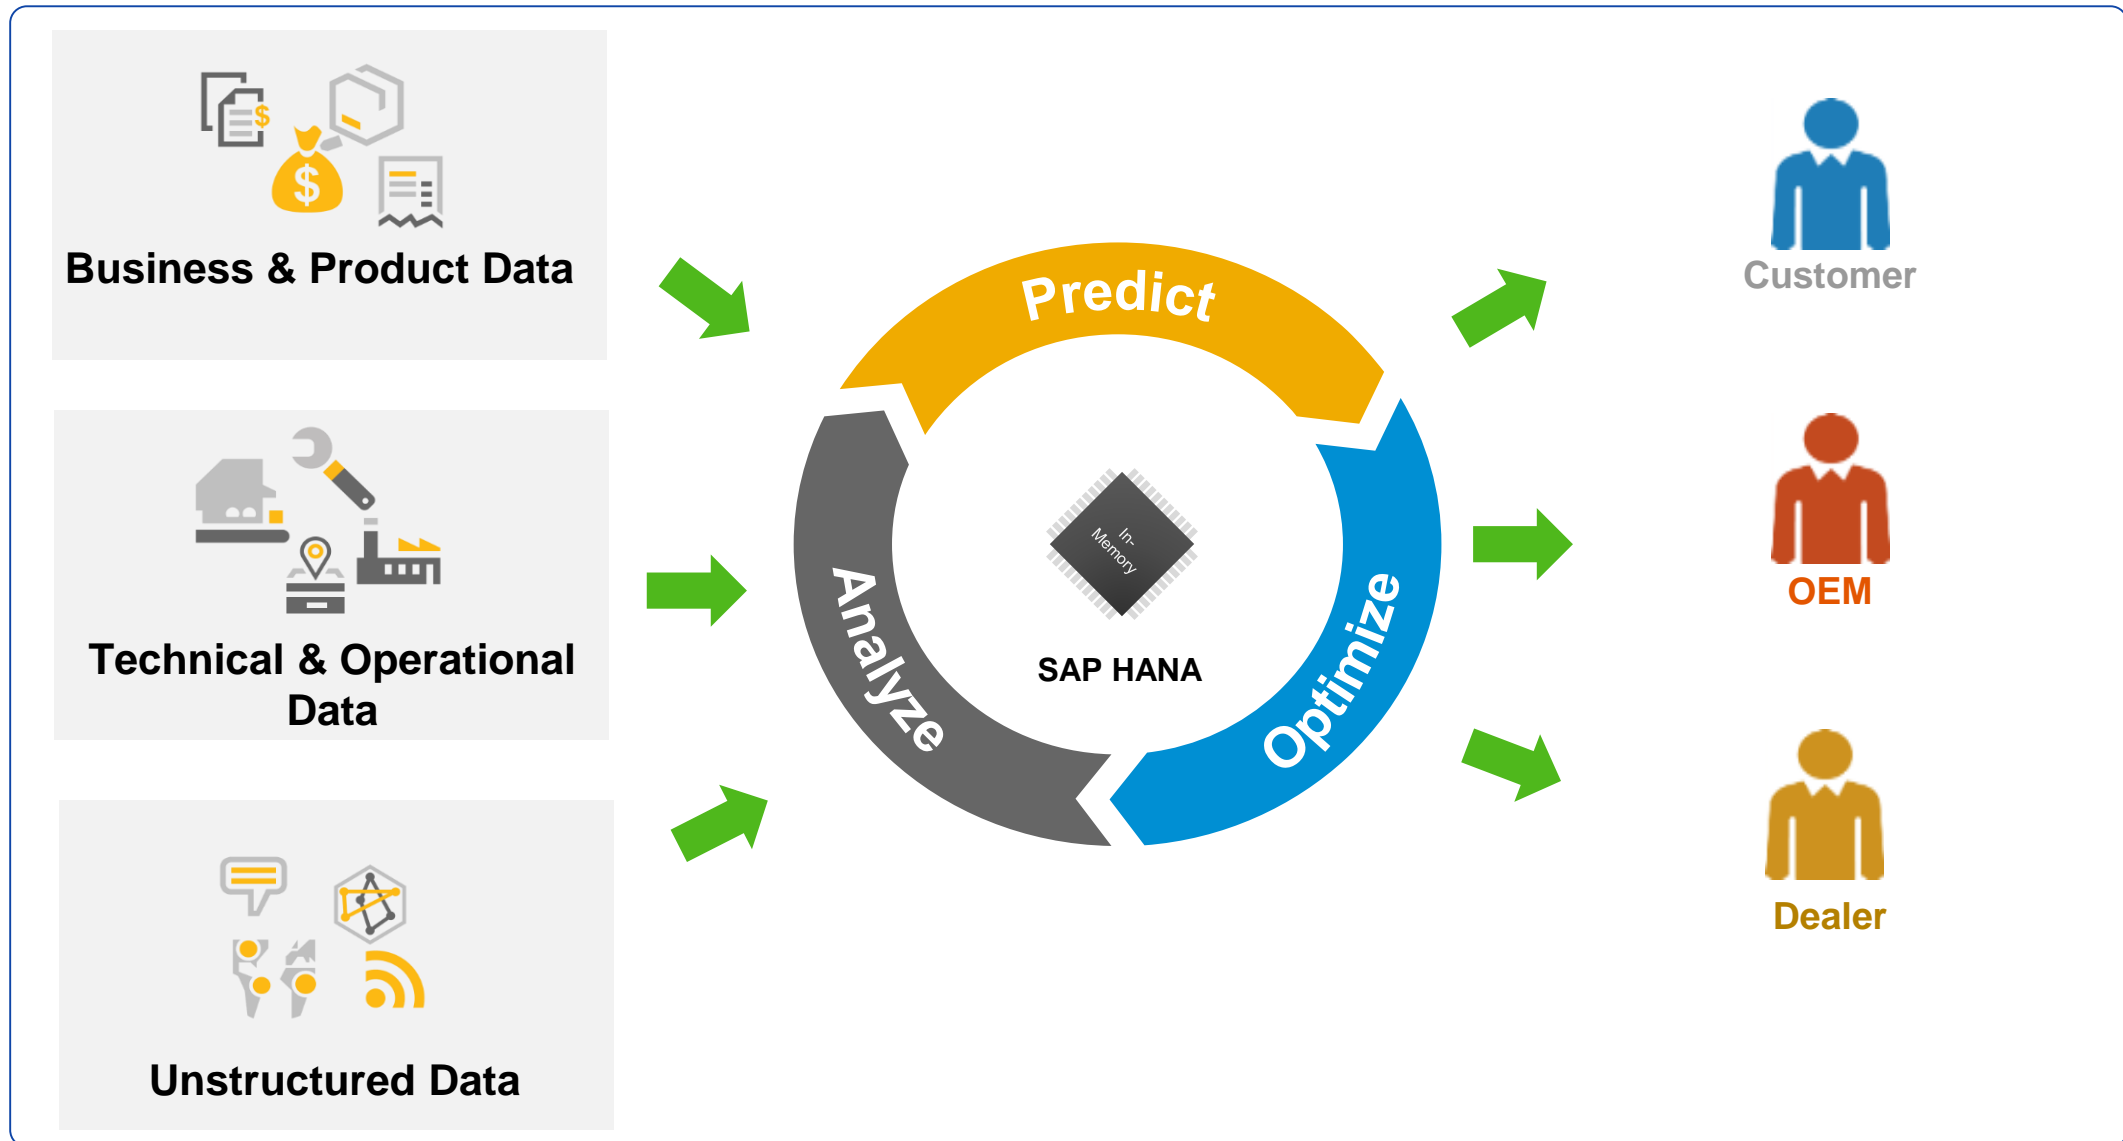 Business & Product Data
Technical & Operational
Data
Unstructured Data
Predict
Analyze
Optimize
In-
Memory
SAP HANA
Customer
OEM
Dealer
$
$